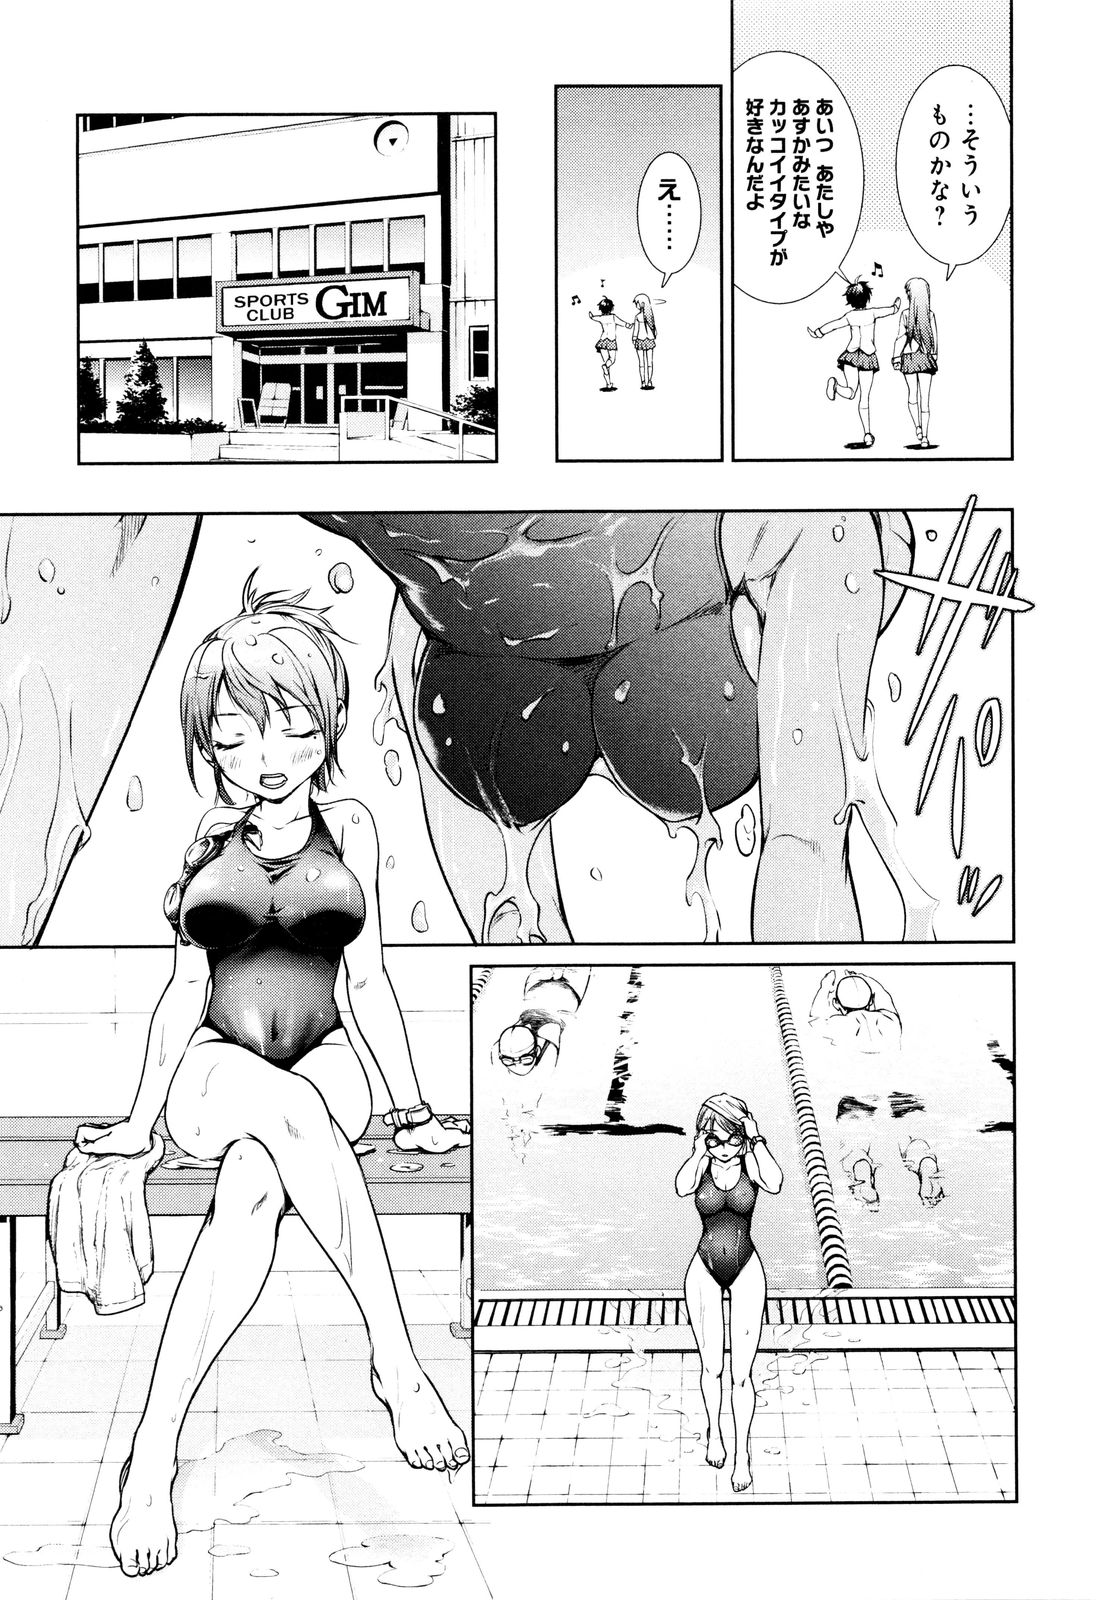 …そういう
ものかな?
あいつ あたしや
あすかみたいな
カッコイイタイプが
好きなんだよ
え……
SPORTS
CLUB GIM
ザバッ